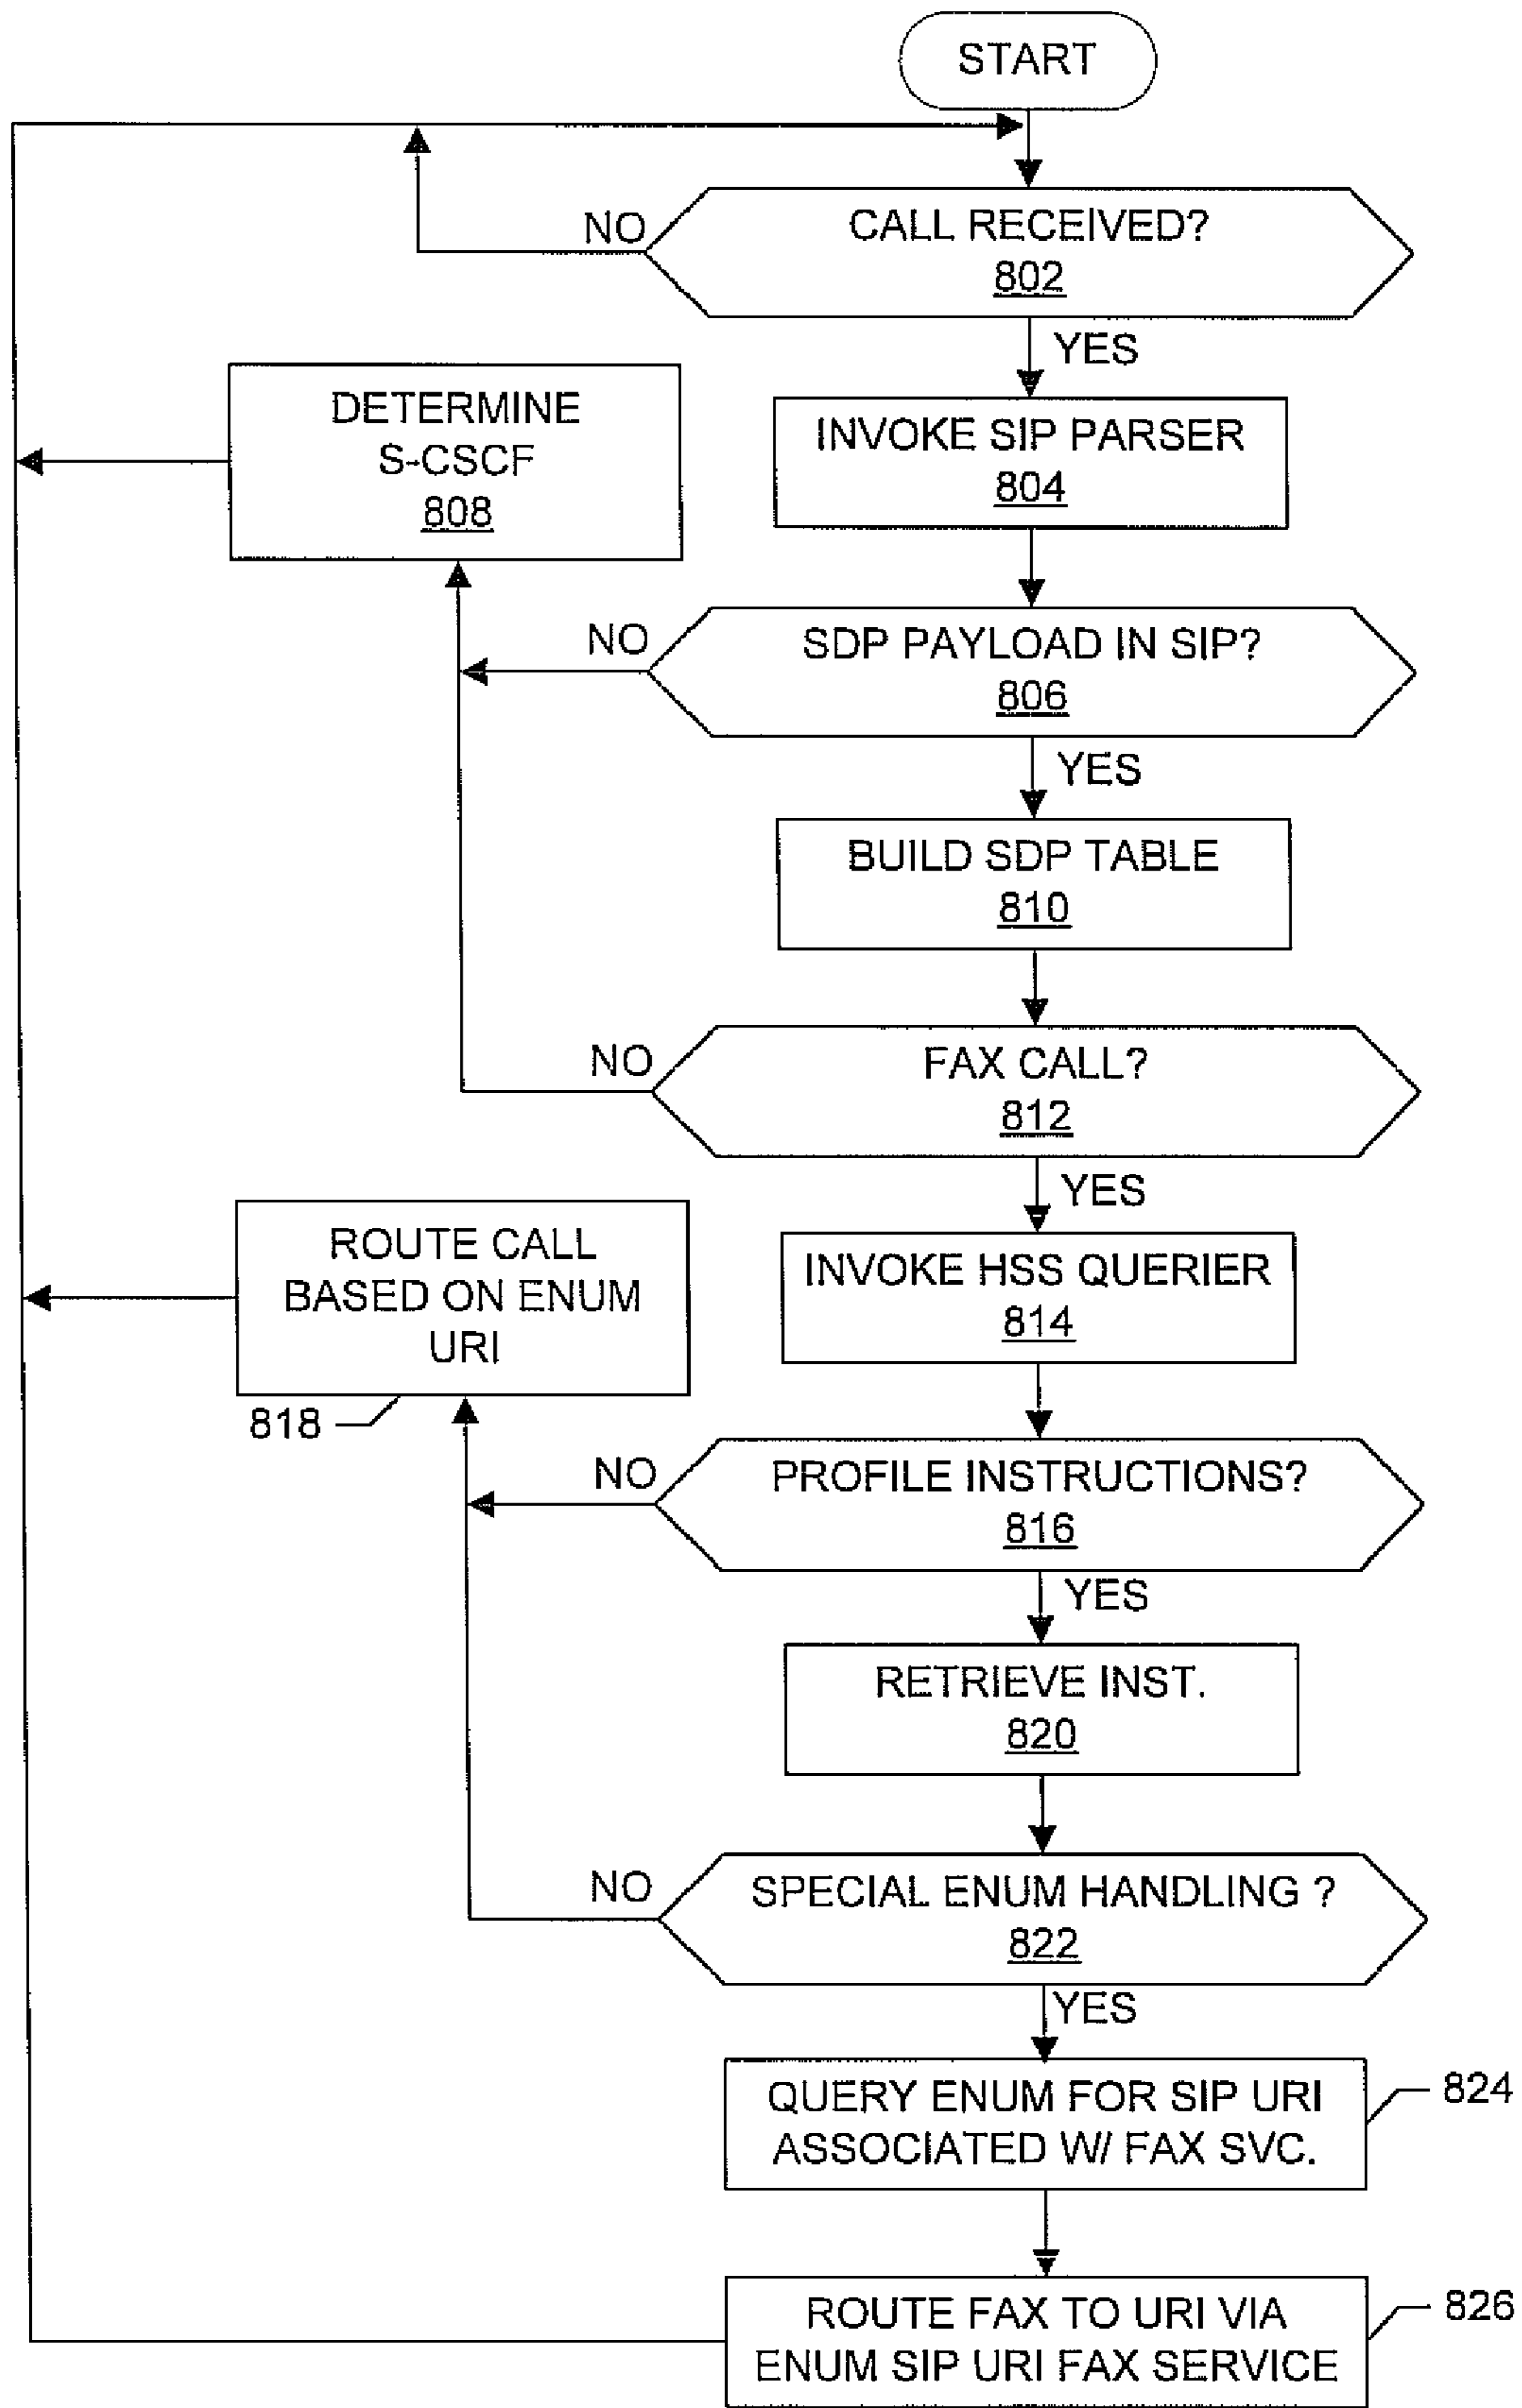 START
NO
CALL RECEIVED?
802
YES
DETERMINE
S-CSCF
808
INVOKE SIP PARSER
804
NO
SDP PAYLOAD IN SIP?
806
YES
BUILD SDP TABLE
810
NO
FAX CALL?
812
YES
ROUTE CALL
BASED ON ENUM
URI
818
INVOKE HSS QUERIER
814
NO
PROFILE INSTRUCTIONS?
816
YES
RETRIEVE INST.
820
NO
SPECIAL ENUM HANDLING ?
822
YES
QUERY ENUM FOR SIP URI
ASSOCIATED W/ FAX SVC.
824
ROUTE FAX TO URI VIA
ENUM SIP URI FAX SERVICE
826